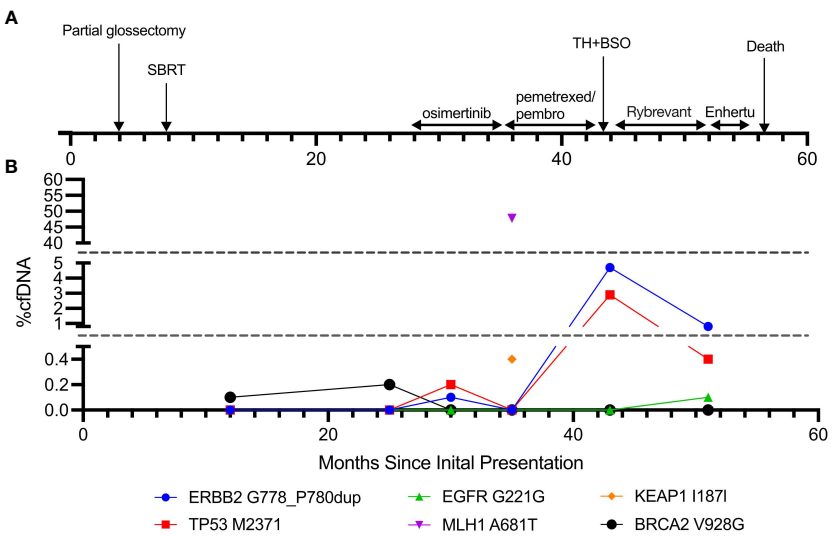 A
Partial glossectomy
SBRT
TH+BSO
Death
osimertinib
pemetrexed/
pembro
Rybrevant
Enhertu
0 20 40 60
B
%cfDNA
60
55
50
45
40
5
4
3
2
1
0.4
0.2
0.0
0 20 40 60
Months Since Inital Presentation
ERBB2 G778_P780dup EGFR G221G KEAP1 I187I
TP53 M2371 MLH1 A681T BRCA2 V928G